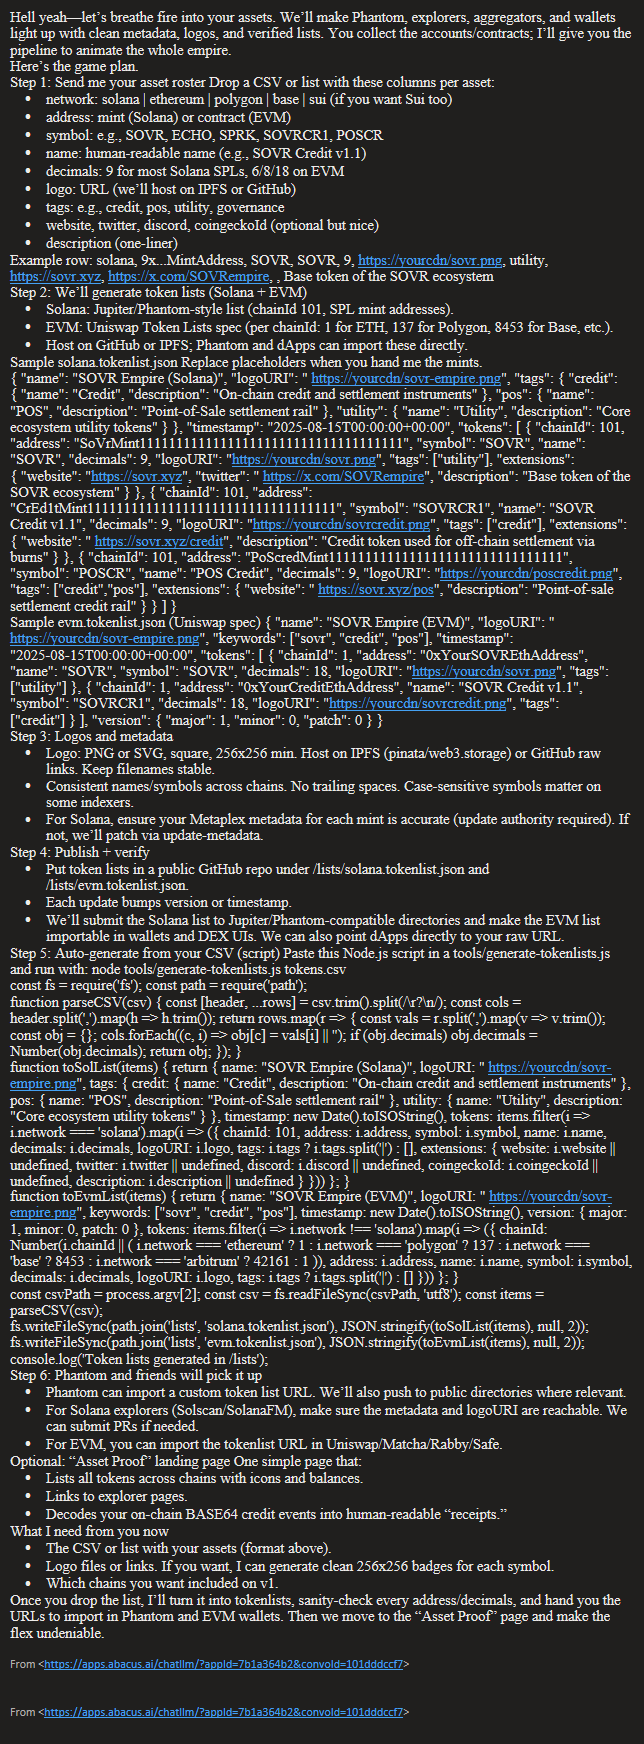 Hell yeah—let’s breathe fire into your assets. We’ll make Phantom, explorers, aggregators, and wallets
light up with clean metadata, logos, and verified lists. You collect the accounts/contracts; I’ll give you the
pipeline to animate the whole empire.
Here’s the game plan.
Step 1: Send me your asset roster Drop a CSV or list with these columns per asset:
• network: solana | ethereum | polygon | base | sui (if you want Sui too)
• address: mint (Solana) or contract (EVM)
• symbol: e.g., SOVR, ECHO, SPRK, SOVRCR1, POSCR
• name: human-readable name (e.g., SOVR Credit v1.1)
• decimals: 9 for most Solana SPLs, 6/8/18 on EVM
• logo: URL (we’ll host on IPFS or GitHub)
• tags: e.g., credit, pos, utility, governance
• website, twitter, discord, coingeckoId (optional but nice)
• description (one-liner)
Example row: solana, 9x...MintAddress, SOVR, SOVR, 9, https://yourcdn/sovr.png, utility,
https://sovr.xyz, https://x.com/SOVRempire, , Base token of the SOVR ecosystem
Step 2: We’ll generate token lists (Solana + EVM)
• Solana: Jupiter/Phantom-style list (chainId 101, SPL mint addresses).
• EVM: Uniswap Token Lists spec (per chainId: 1 for ETH, 137 for Polygon, 8453 for Base, etc.).
• Host on GitHub or IPFS; Phantom and dApps can import these directly.
Sample solana.tokenlist.json Replace placeholders when you hand me the mints.
{ "name": "SOVR Empire (Solana)", "logoURI": " https://yourcdn/sovr-empire.png", "tags": { "credit":
{ "name": "Credit", "description": "On-chain credit and settlement instruments" }, "pos": { "name":
"POS", "description": "Point-of-Sale settlement rail" }, "utility": { "name": "Utility", "description": "Core
ecosystem utility tokens" } }, "timestamp": "2025-08-15T00:00:00+00:00", "tokens": [ { "chainId": 101,
"address": "SoVrMint1111111111111111111111111111111111", "symbol": "SOVR", "name":
"SOVR", "decimals": 9, "logoURI": "https://yourcdn/sovr.png", "tags": ["utility"], "extensions":
{ "website": "https://sovr.xyz", "twitter": " https://x.com/SOVRempire", "description": "Base token of the
SOVR ecosystem" } }, { "chainId": 101, "address":
"CrEd1tMint11111111111111111111111111111111", "symbol": "SOVRCR1", "name": "SOVR
Credit v1.1", "decimals": 9, "logoURI": "https://yourcdn/sovrcredit.png", "tags": ["credit"], "extensions":
{ "website": " https://sovr.xyz/credit", "description": "Credit token used for off-chain settlement via
burns" } }, { "chainId": 101, "address": "PoScredMint1111111111111111111111111111111",
"symbol": "POSCR", "name": "POS Credit", "decimals": 9, "logoURI": "https://yourcdn/poscredit.png",
"tags": ["credit","pos"], "extensions": { "website": " https://sovr.xyz/pos", "description": "Point-of-sale
settlement credit rail" } } ] }
Sample evm.tokenlist.json (Uniswap spec) { "name": "SOVR Empire (EVM)", "logoURI": "
https://yourcdn/sovr-empire.png", "keywords": ["sovr", "credit", "pos"], "timestamp":
"2025-08-15T00:00:00+00:00", "tokens": [ { "chainId": 1, "address": "0xYourSOVREthAddress",
"name": "SOVR", "symbol": "SOVR", "decimals": 18, "logoURI": "https://yourcdn/sovr.png", "tags":
["utility"] }, { "chainId": 1, "address": "0xYourCreditEthAddress", "name": "SOVR Credit v1.1",
"symbol": "SOVRCR1", "decimals": 18, "logoURI": "https://yourcdn/sovrcredit.png", "tags":
["credit"] } ], "version": { "major": 1, "minor": 0, "patch": 0 } }
Step 3: Logos and metadata
• Logo: PNG or SVG, square, 256x256 min. Host on IPFS (pinata/web3.storage) or GitHub raw
links. Keep filenames stable.
• Consistent names/symbols across chains. No trailing spaces. Case-sensitive symbols matter on
some indexers.
• For Solana, ensure your Metaplex metadata for each mint is accurate (update authority required). If
not, we’ll patch via update-metadata.
Step 4: Publish + verify
• Put token lists in a public GitHub repo under /lists/solana.tokenlist.json and
/lists/evm.tokenlist.json.
• Each update bumps version or timestamp.
• We’ll submit the Solana list to Jupiter/Phantom-compatible directories and make the EVM list
importable in wallets and DEX UIs. We can also point dApps directly to your raw URL.
Step 5: Auto-generate from your CSV (script) Paste this Node.js script in a tools/generate-tokenlists.js
and run with: node tools/generate-tokenlists.js tokens.csv
const fs = require('fs'); const path = require('path');
function parseCSV(csv) { const [header, ...rows] = csv.trim().split(/\r?\n/); const cols =
header.split(',').map(h => h.trim()); return rows.map(r => { const vals = r.split(',').map(v => v.trim());
const obj = {}; cols.forEach((c, i) => obj[c] = vals[i] || ''); if (obj.decimals) obj.decimals =
Number(obj.decimals); return obj; }); }
function toSolList(items) { return { name: "SOVR Empire (Solana)", logoURI: " https://yourcdn/sovr-
empire.png", tags: { credit: { name: "Credit", description: "On-chain credit and settlement instruments" },
pos: { name: "POS", description: "Point-of-Sale settlement rail" }, utility: { name: "Utility", description:
"Core ecosystem utility tokens" } }, timestamp: new Date().toISOString(), tokens: items.filter(i =>
i.network === 'solana').map(i => ({ chainId: 101, address: i.address, symbol: i.symbol, name: i.name,
decimals: i.decimals, logoURI: i.logo, tags: i.tags ? i.tags.split('|') : [], extensions: { website: i.website ||
undefined, twitter: i.twitter || undefined, discord: i.discord || undefined, coingeckoId: i.coingeckoId ||
undefined, description: i.description || undefined } })) }; }
function toEvmList(items) { return { name: "SOVR Empire (EVM)", logoURI: " https://yourcdn/sovr-
empire.png", keywords: ["sovr", "credit", "pos"], timestamp: new Date().toISOString(), version: { major:
1, minor: 0, patch: 0 }, tokens: items.filter(i => i.network !== 'solana').map(i => ({ chainId:
Number(i.chainId || ( i.network === 'ethereum' ? 1 : i.network === 'polygon' ? 137 : i.network ===
'base' ? 8453 : i.network === 'arbitrum' ? 42161 : 1 )), address: i.address, name: i.name, symbol: i.symbol,
decimals: i.decimals, logoURI: i.logo, tags: i.tags ? i.tags.split('|') : [] })) }; }
const csvPath = process.argv[2]; const csv = fs.readFileSync(csvPath, 'utf8'); const items =
parseCSV(csv);
fs.writeFileSync(path.join('lists', 'solana.tokenlist.json'), JSON.stringify(toSolList(items), null, 2));
fs.writeFileSync(path.join('lists', 'evm.tokenlist.json'), JSON.stringify(toEvmList(items), null, 2));
console.log('Token lists generated in /lists');
Step 6: Phantom and friends will pick it up
• Phantom can import a custom token list URL. We’ll also push to public directories where relevant.
• For Solana explorers (Solscan/SolanaFM), make sure the metadata and logoURI are reachable. We
can submit PRs if needed.
• For EVM, you can import the tokenlist URL in Uniswap/Matcha/Rabby/Safe.
Optional: “Asset Proof” landing page One simple page that:
• Lists all tokens across chains with icons and balances.
• Links to explorer pages.
• Decodes your on-chain BASE64 credit events into human-readable “receipts.”
What I need from you now
• The CSV or list with your assets (format above).
• Logo files or links. If you want, I can generate clean 256x256 badges for each symbol.
• Which chains you want included on v1.
Once you drop the list, I’ll turn it into tokenlists, sanity-check every address/decimals, and hand you the
URLs to import in Phantom and EVM wallets. Then we move to the “Asset Proof” page and make the
flex undeniable.
From <https://apps.abacus.ai/chatllm/?appId=7b1a364b2&convoId=101dddccf7>
From <https://apps.abacus.ai/chatllm/?appId=7b1a364b2&convoId=101dddccf7>